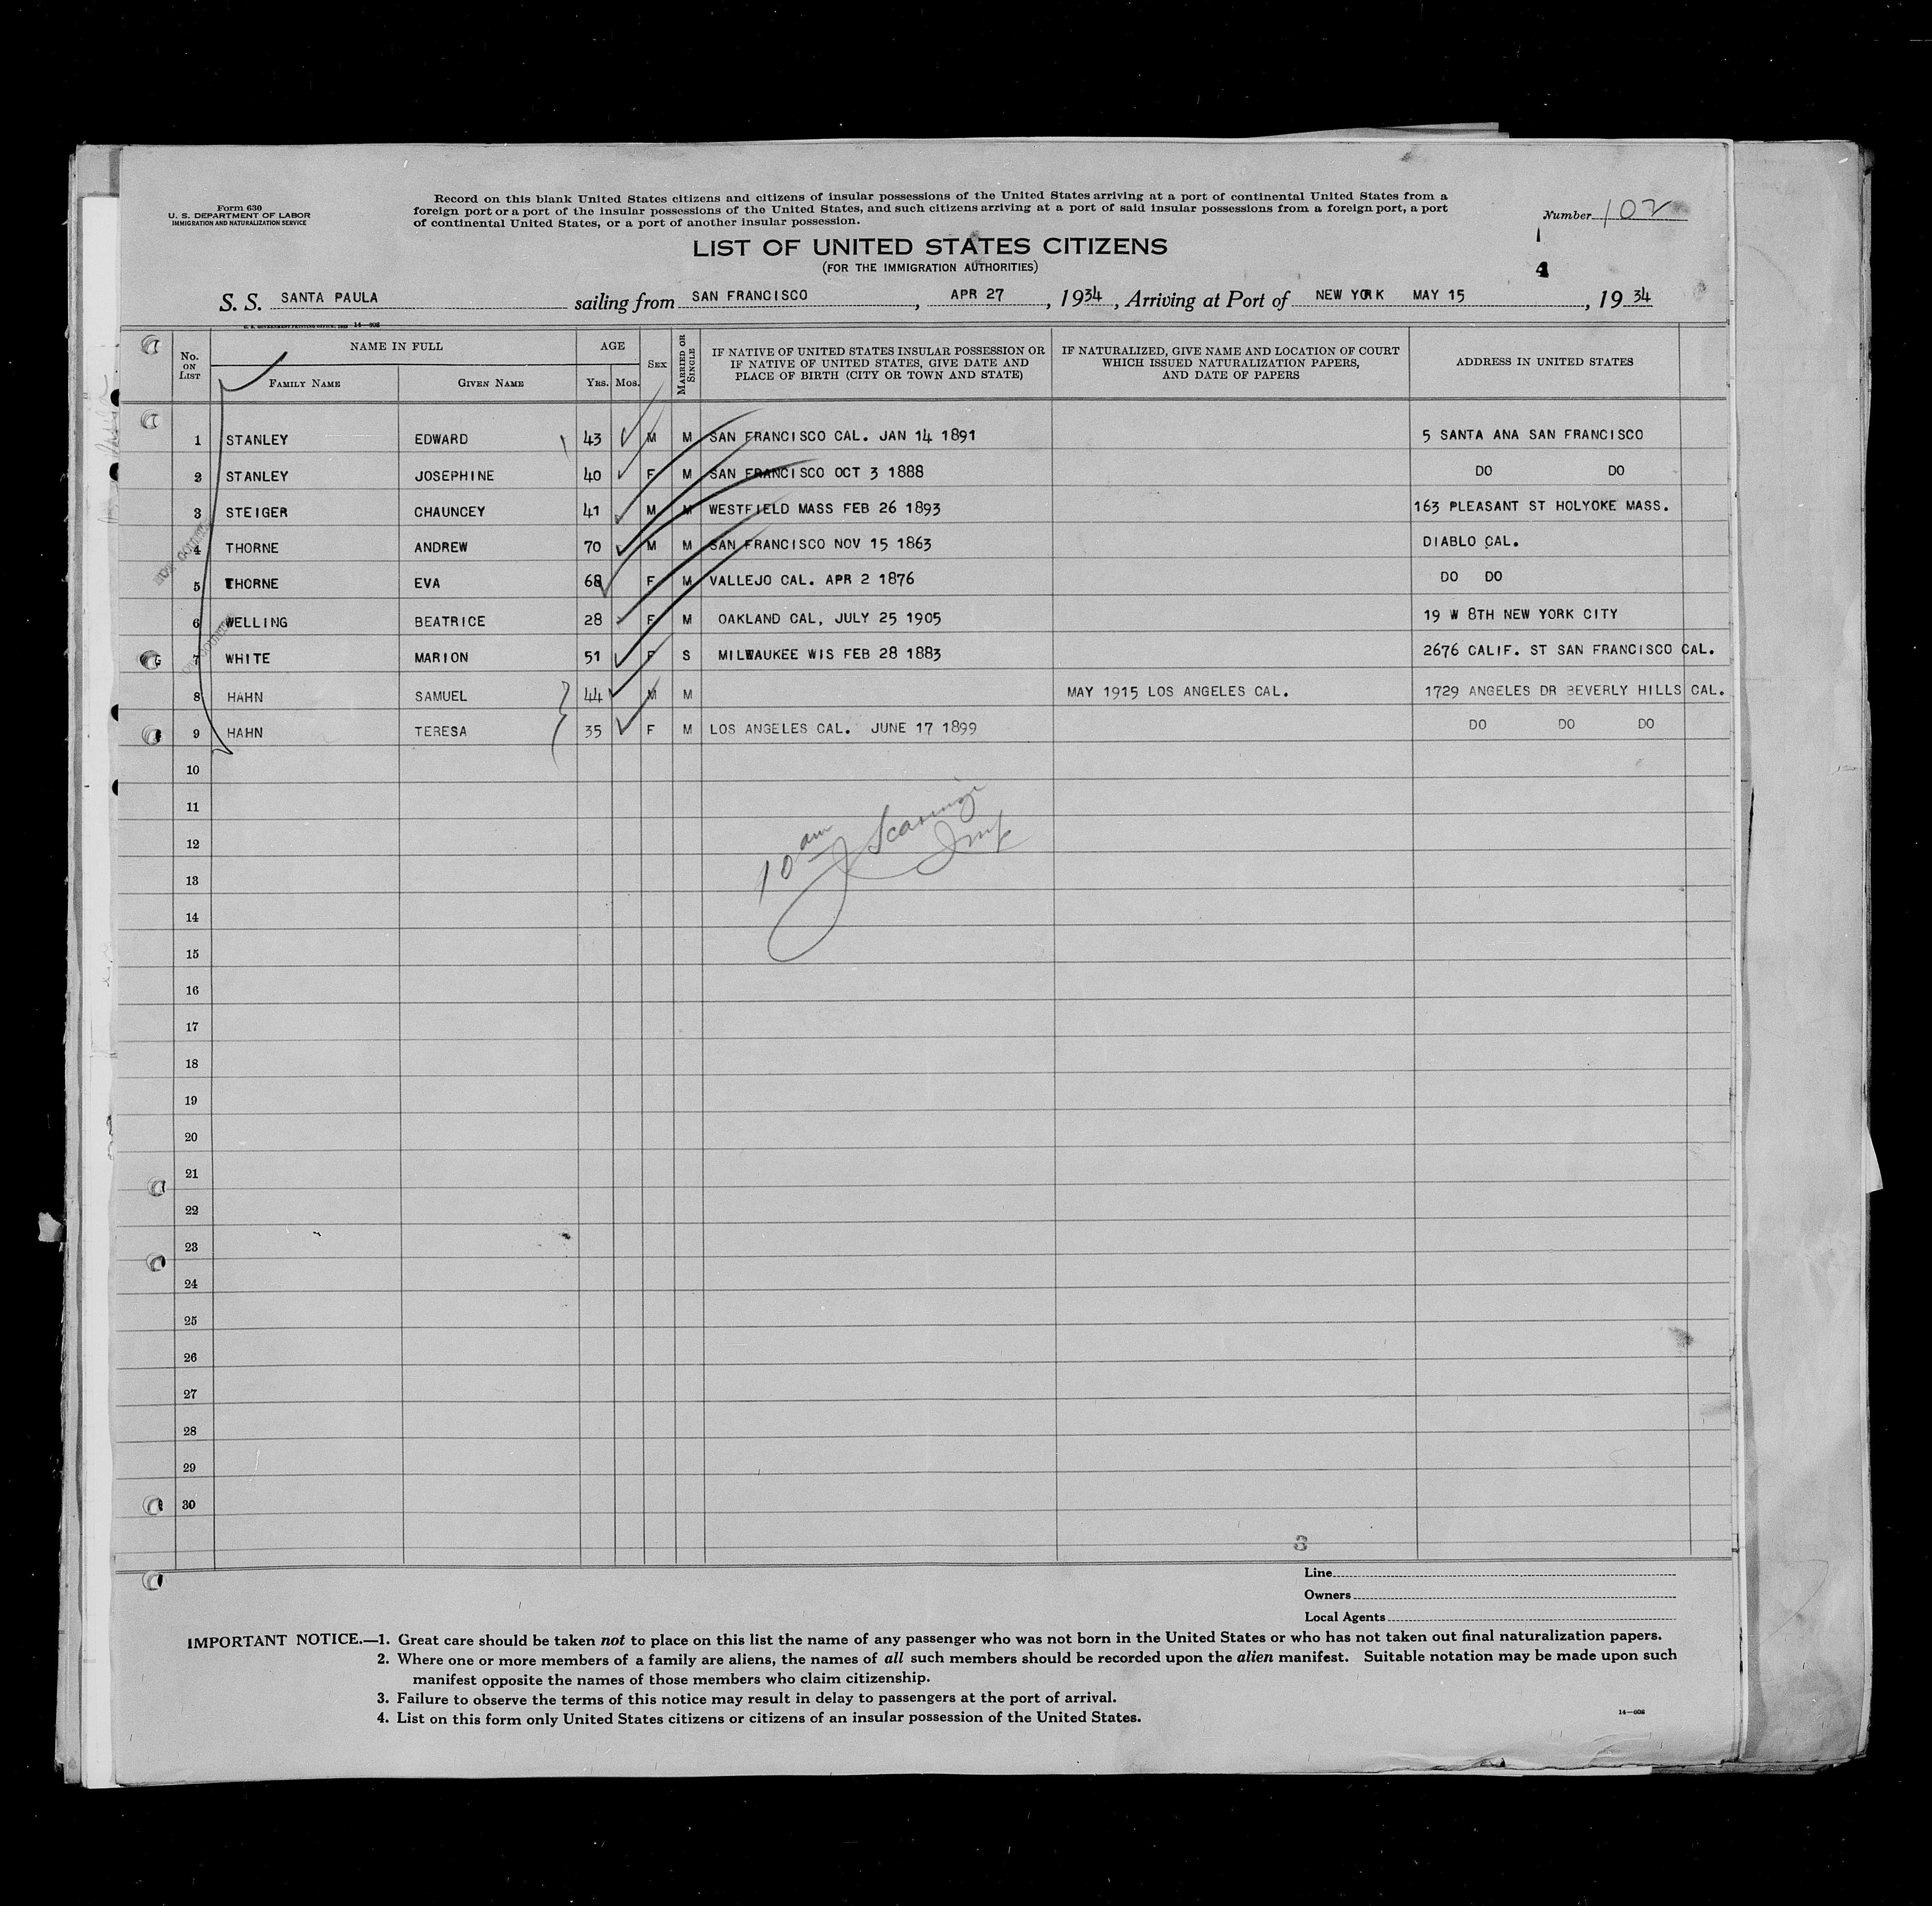 Form 630
U. S. DEPARTMENT OF LABOR
IMMIGRATION AND NATURALIZATION SERVICE
Record on this blank United States citizens and citizens of insular possessions of the United States arriving at a port of continental United States from a
foreign port or a port of the insular possessions of the United States, and such citizens arriving at a port of said insular possessions from a foreign port, a port
of continental United States, or a port of another insular possession.
Number 102
LIST OF UNITED STATES CITIZENS
(FOR THE IMMIGRATION AUTHORITIES)
1
4
S. S. SANTA PAULA sailing from SAN FRANCISCO, APR 27, 1934, Arriving at Port of NEW YORK MAY 15, 1934
14—608
No. ON LIST
NAME IN FULL
FAMILY NAME GIVEN NAME
AGE
YRS. MOS.
SEX
MARRIED OR SINGLE
IF NATIVE OF UNITED STATES INSULAR POSSESSION OR
IF NATIVE OF UNITED STATES, GIVE DATE AND
PLACE OF BIRTH (CITY OR TOWN AND STATE)
IF NATURALIZED, GIVE NAME AND LOCATION OF COURT
WHICH ISSUED NATURALIZATION PAPERS,
AND DATE OF PAPERS
ADDRESS IN UNITED STATES
1 STANLEY EDWARD 43 M M SAN FRANCISCO CAL. JAN 14 1891 5 SANTA ANA SAN FRANCISCO
2 STANLEY JOSEPHINE 40 F M SAN FRANCISCO OCT 3 1888 DO DO
3 STEIGER CHAUNCEY 41 M M WESTFIELD MASS FEB 26 1893 163 PLEASANT ST HOLYOKE MASS.
4 THORNE ANDREW 70 M M SAN FRANCISCO NOV 15 1863 DIABLO CAL.
5 THORNE EVA 68 F M VALLEJO CAL. APR 2 1876 DO DO
6 WELLING BEATRICE 28 F M OAKLAND CAL, JULY 25 1905 19 W 8TH NEW YORK CITY
7 WHITE MARION 51 F S MILWAUKEE WIS FEB 28 1883 2676 CALIF. ST SAN FRANCISCO CAL.
8 HAHN SAMUEL 44 M M MAY 1915 LOS ANGELES CAL. 1729 ANGELES DR BEVERLY HILLS CAL.
9 HAHN TERESA 35 F M LOS ANGELES CAL. JUNE 17 1899 DO DO DO
10
11
12
10 am
13
14
15
16
17
18
19
20
21
22
23
24
25
26
27
28
29
30
3
Line
Owners
Local Agents
IMPORTANT NOTICE.—1. Great care should be taken not to place on this list the name of any passenger who was not born in the United States or who has not taken out final naturalization papers.
2. Where one or more members of a family are aliens, the names of all such members should be recorded upon the alien manifest. Suitable notation may be made upon such
manifest opposite the names of those members who claim citizenship.
3. Failure to observe the terms of this notice may result in delay to passengers at the port of arrival.
4. List on this form only United States citizens or citizens of an insular possession of the United States.
14—608